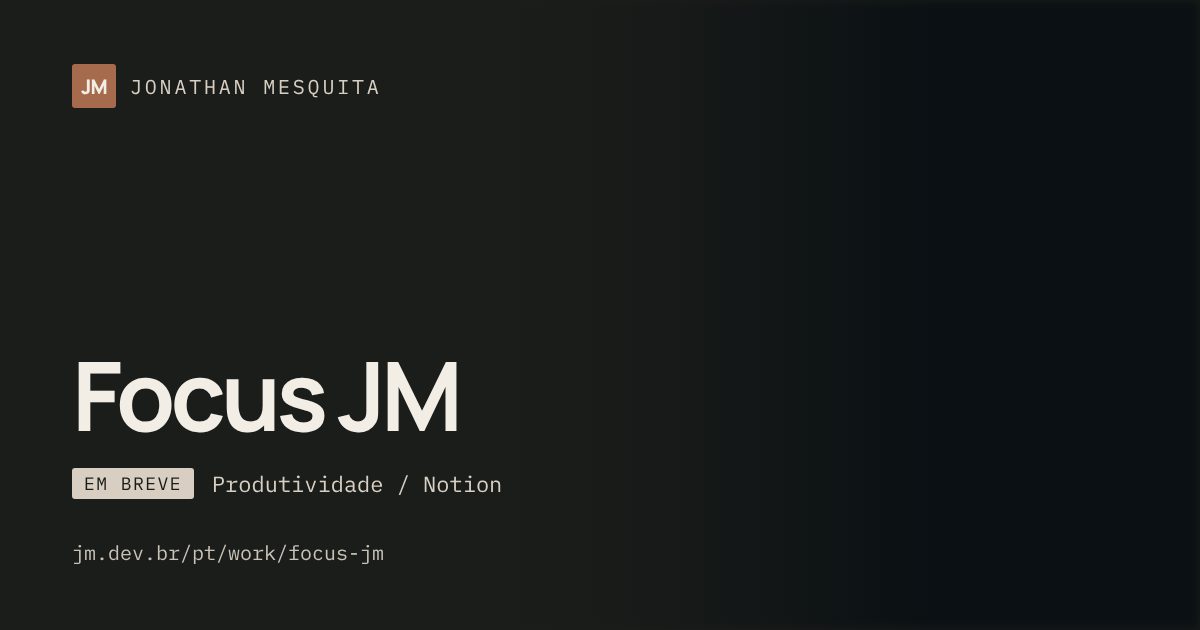 JM JONATHAN MESQUITA
Focus JM
EM BREVE Produtividade / Notion
jm.dev.br/pt/work/focus-jm